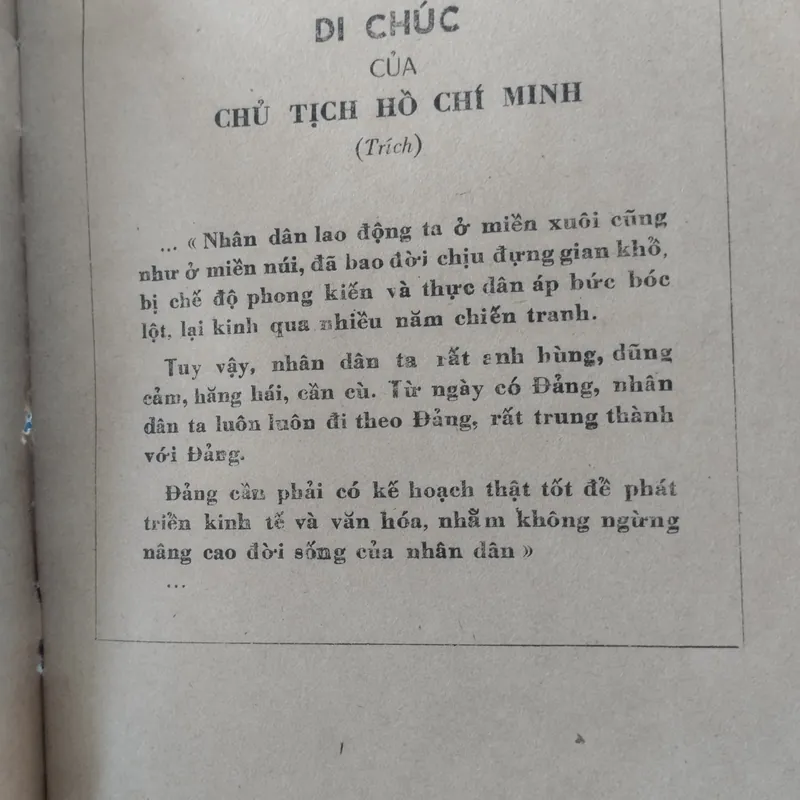 DI CHÚC
CỦA
CHỦ TỊCH HỒ CHÍ MINH
(Trích)
... « Nhân dân lao động ta ở miền xuôi cũng
như ở miền núi, đã bao đời chịu đựng gian khổ,
bị chế độ phong kiến và thực dân áp bức bóc
lột, lại kinh qua nhiều năm chiến tranh.
Tuy vậy, nhân dân ta rất anh hùng, dũng
cảm, hăng hái, cần cù. Từ ngày có Đảng, nhân
dân ta luôn luôn đi theo Đảng, rất trung thành
với Đảng.
Đảng cần phải có kế hoạch thật tốt để phát
triển kinh tế và văn hóa, nhằm không ngừng
nâng cao đời sống của nhân dân »
...